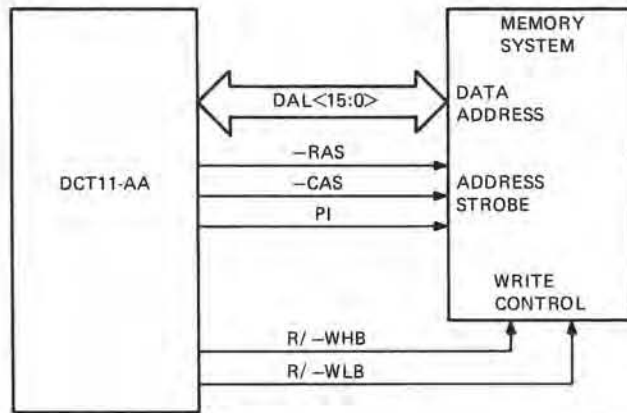 MEMORY
SYSTEM
DAL<15:0>
DATA
ADDRESS
−RAS
DCT11-AA
−CAS
ADDRESS
STROBE
PI
WRITE
CONTROL
R/ −WHB
R/ −WLB